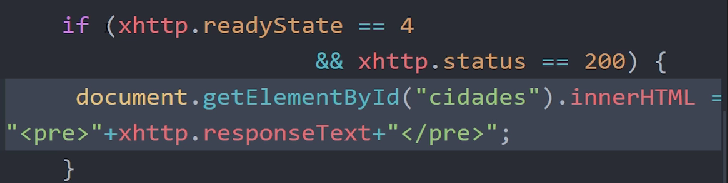 if (xhttp.readyState == 4
&& xhttp.status == 200) {
document.getElementById("cidades").innerHTML =
"<pre>"+xhttp.responseText+"</pre>";
}